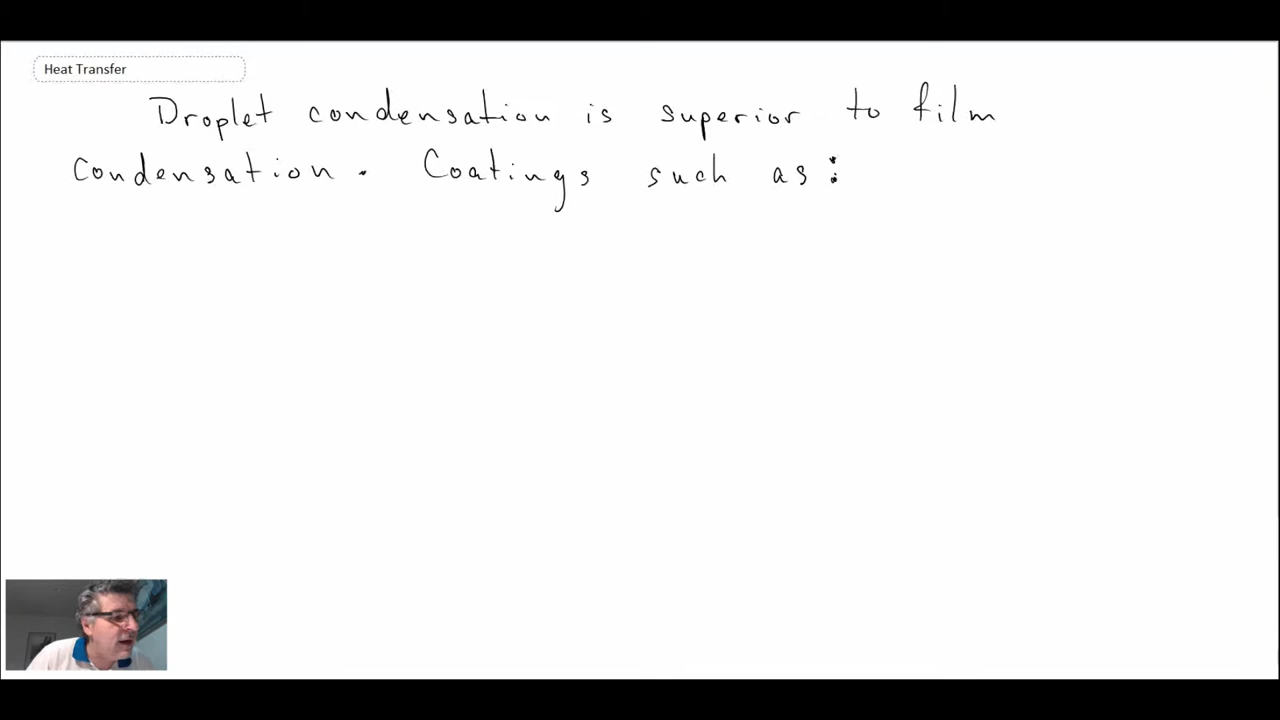 Heat Transfer
Droplet condensation is superior to film
condensation. Coatings such as: